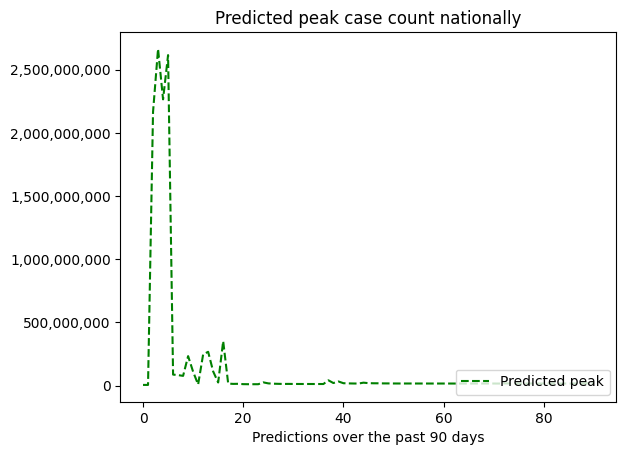 Predicted peak case count nationally
2,500,000,000
2,000,000,000
1,500,000,000
1,000,000,000
500,000,000
0
Predicted peak
0 20 40 60 80
Predictions over the past 90 days